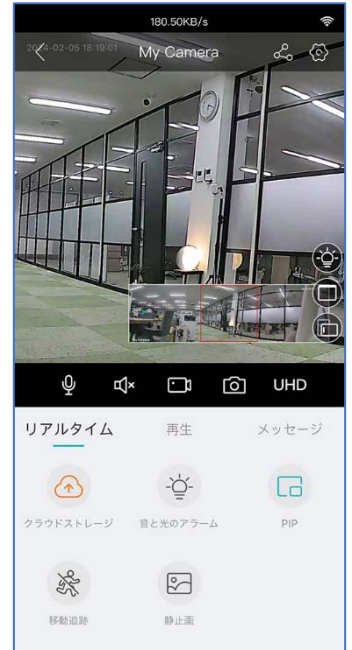 180.50KB/s
2024-02-05 18:19:01
My Camera
UHD
リアルタイム 再生 メッセージ
クラウドストレージ 音と光のアラーム PIP
移動追跡 静止画